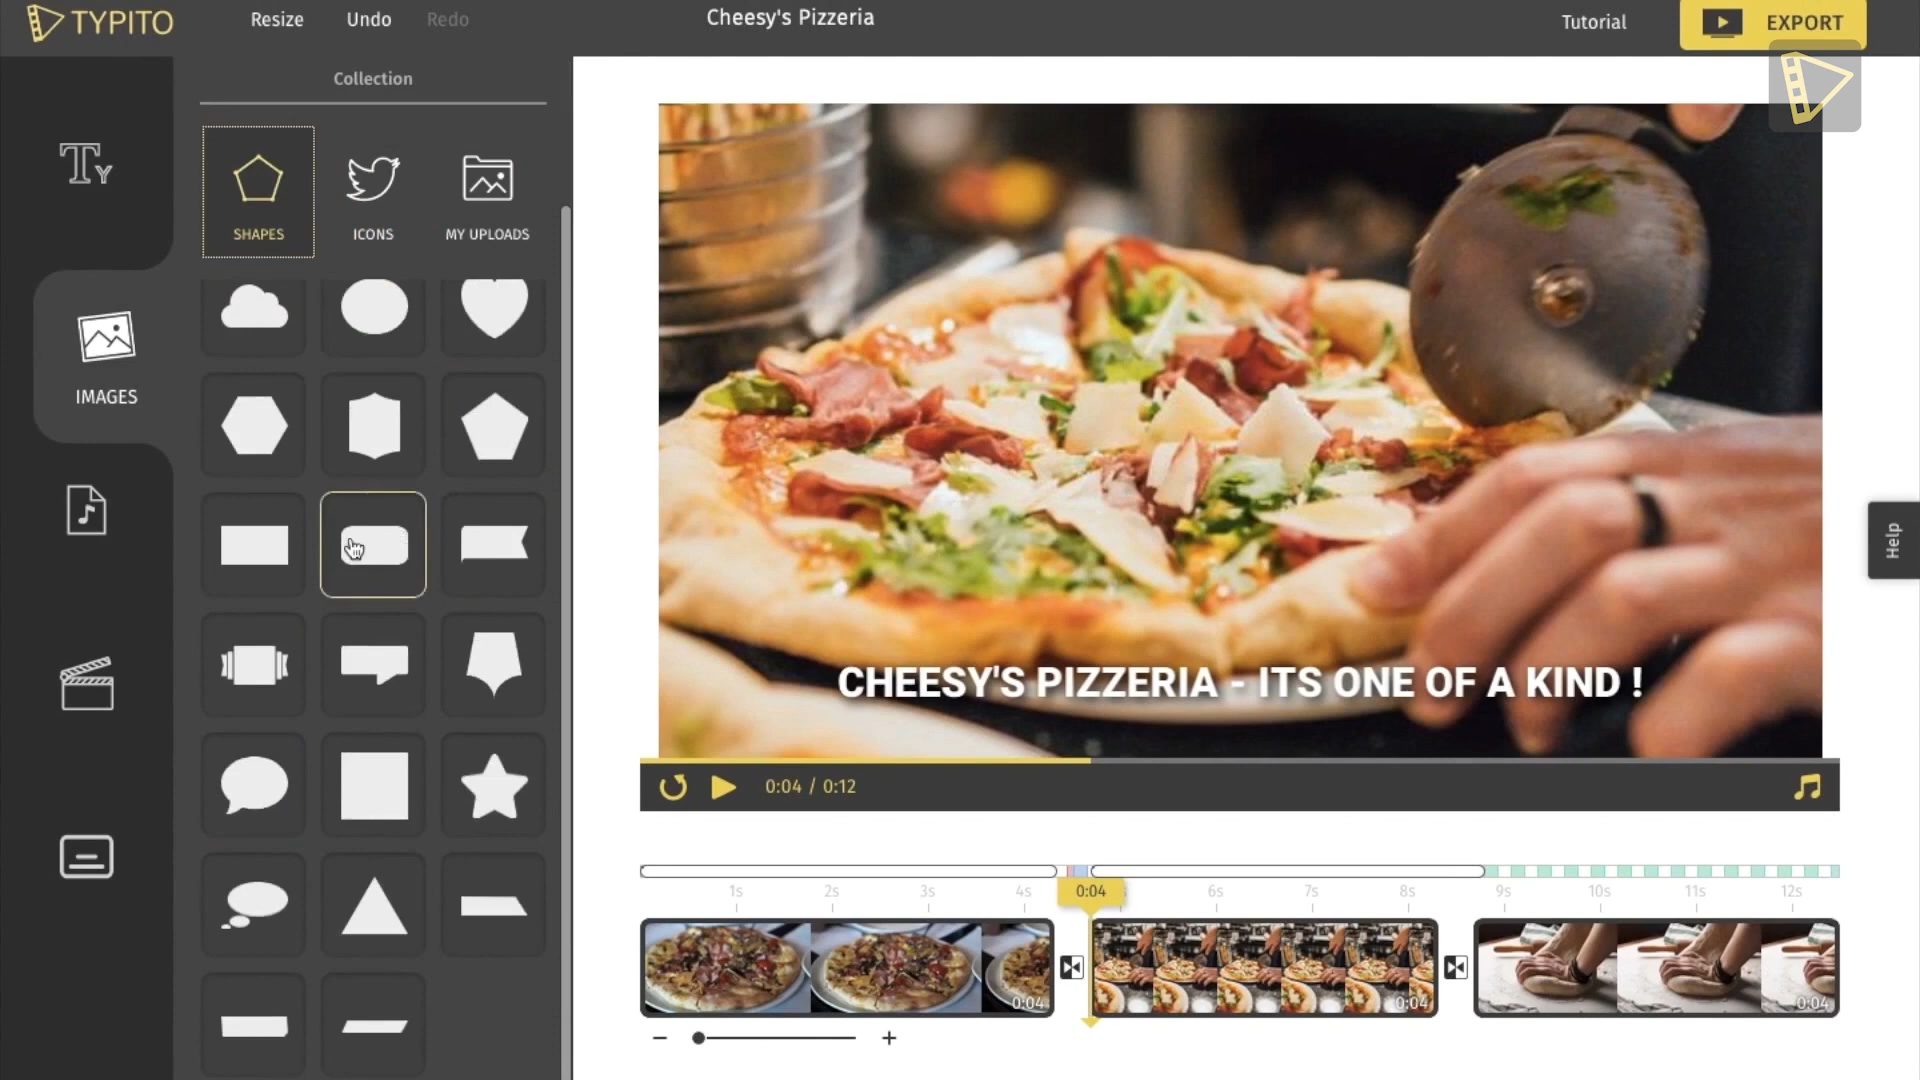 TYPITO
Resize
Undo
Redo
Cheesy's Pizzeria
Tutorial
EXPORT
Collection
Ty
SHAPES
ICONS
MY UPLOADS
IMAGES
Help
CHEESY'S PIZZERIA - ITS ONE OF A KIND !
0:04 / 0:12
1s
2s
3s
4s
0:04
6s
7s
8s
9s
10s
11s
12s
0:04
0:04
0:04